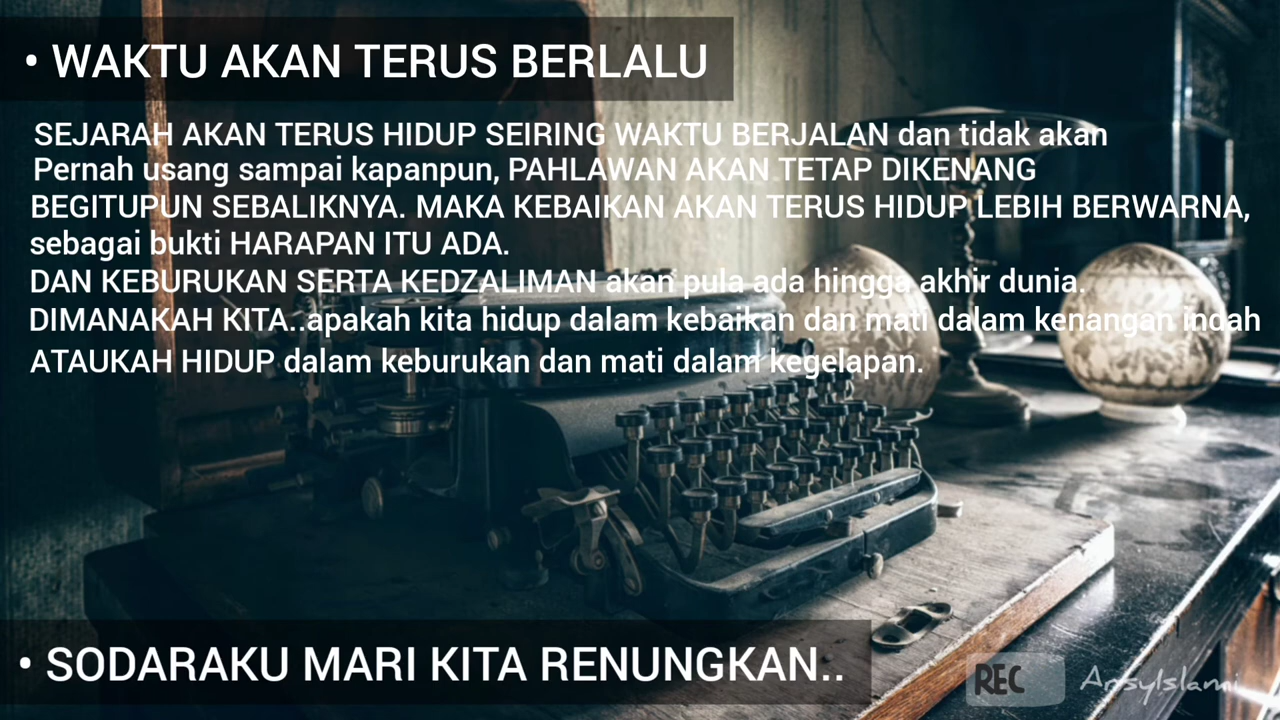 • WAKTU AKAN TERUS BERLALU
SEJARAH AKAN TERUS HIDUP SEIRING WAKTU BERJALAN dan tidak akan
Pernah usang sampai kapanpun, PAHLAWAN AKAN TETAP DIKENANG
BEGITUPUN SEBALIKNYA. MAKA KEBAIKAN AKAN TERUS HIDUP LEBIH BERWARNA,
sebagai bukti HARAPAN ITU ADA.
DAN KEBURUKAN SERTA KEDZALIMAN akan pula ada hingga akhir dunia.
DIMANAKAH KITA..apakah kita hidup dalam kebaikan dan mati dalam kenangan indah
ATAUKAH HIDUP dalam keburukan dan mati dalam kegelapan.
• SODARAKU MARI KITA RENUNGKAN..
REC